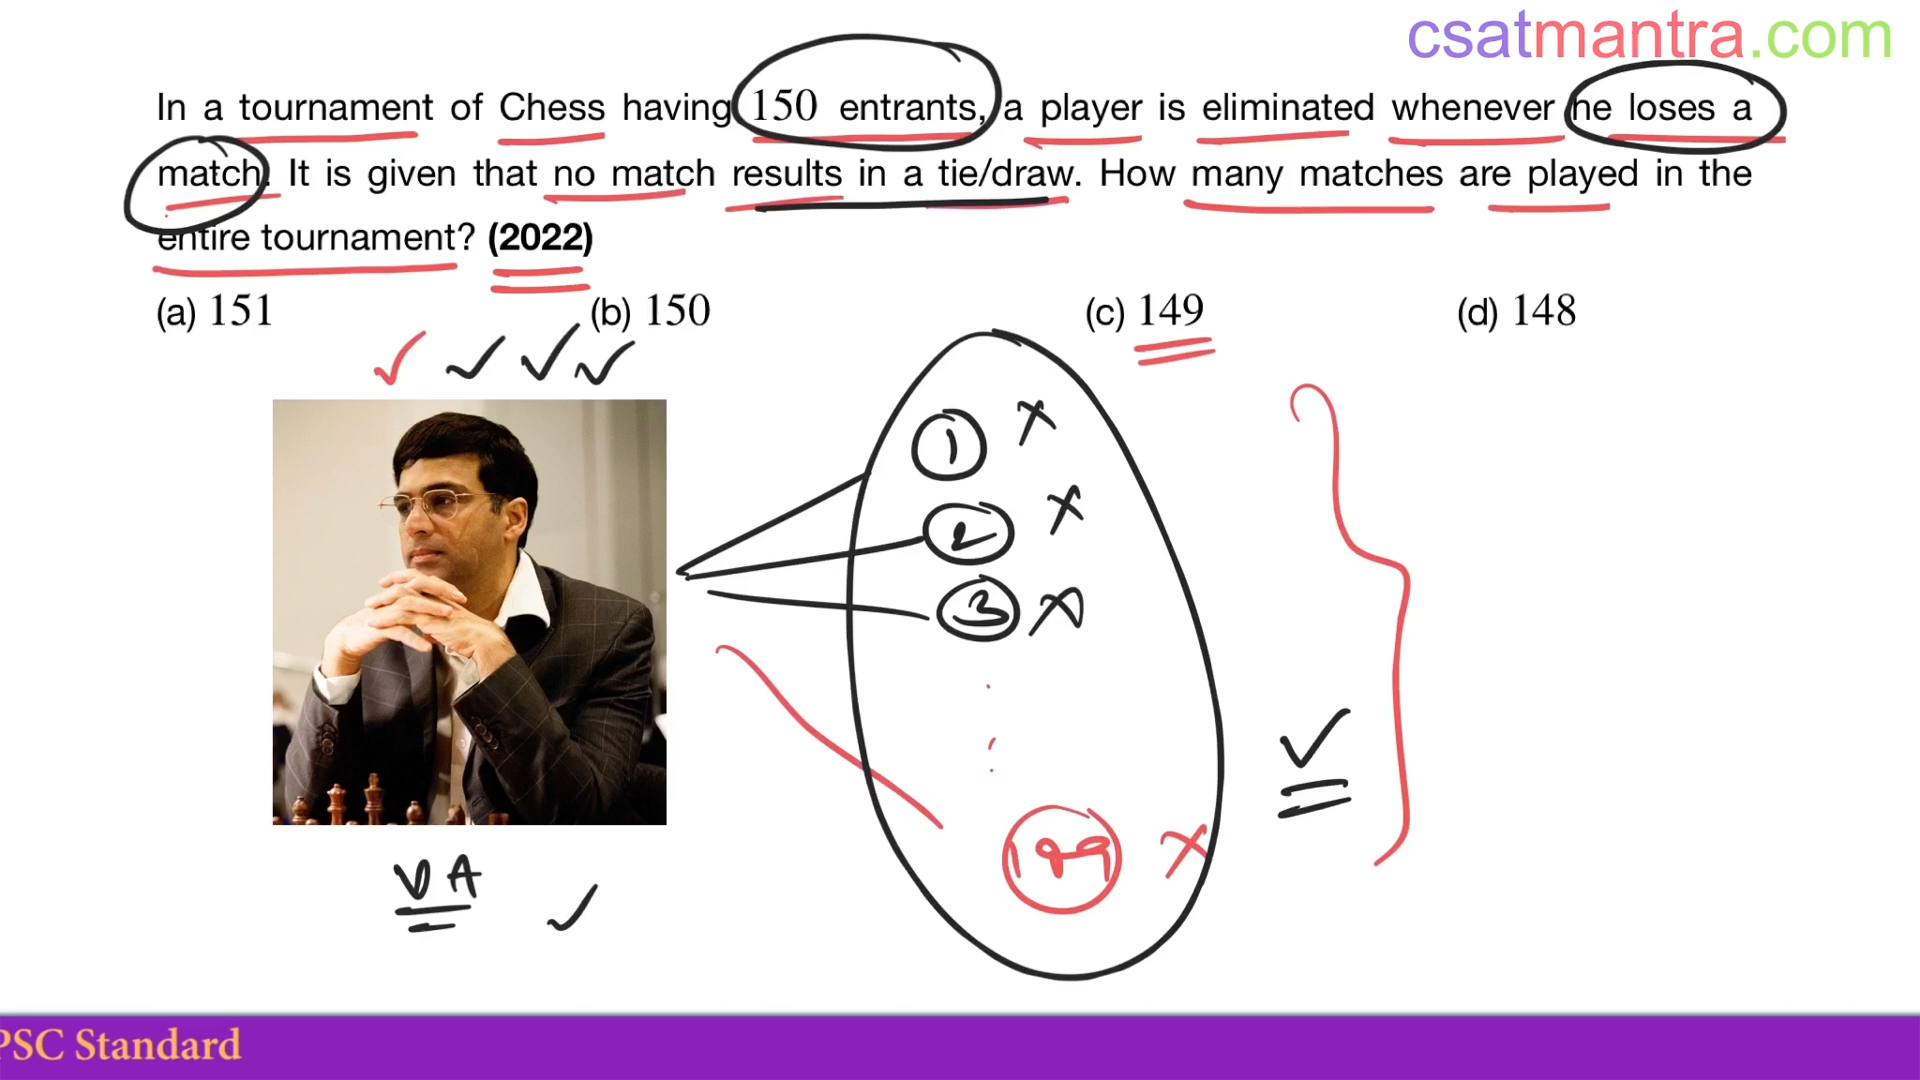 csatmantra.com
In a tournament of Chess having 150 entrants, a player is eliminated whenever he loses a
match. It is given that no match results in a tie/draw. How many matches are played in the
entire tournament? (2022)
(a) 151 (b) 150 (c) 149 (d) 148
1
2
3
149
VA
PSC Standard